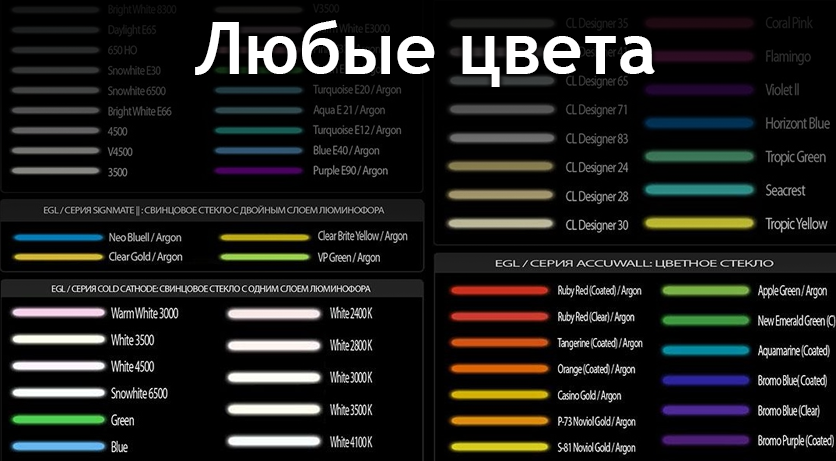 Любые цвета
Bright White 8300
Daylight E65
650 HO
Snowhite E30
Snowhite 6500
Bright White E66
4500
V4500
3500
V3500
Warm White E3000
Turquoise E20 / Argon
Aqua E 21 / Argon
Turquoise E12 / Argon
Blue E40 / Argon
Purple E90 / Argon
EGL / СЕРИЯ SIGNMATE || : СВИНЦОВОЕ СТЕКЛО С ДВОЙНЫМ СЛОЕМ ЛЮМИНОФОРА
Neo Bluell / Argon
Clear Gold / Argon
Clear Brite Yellow / Argon
VP Green / Argon
EGL / СЕРИЯ COLD CATHODE: СВИНЦОВОЕ СТЕКЛО С ОДНИМ СЛОЕМ ЛЮМИНОФОРА
Warm White 3000
White 3500
White 4500
Snowhite 6500
Green
Blue
White 2400 K
White 2800 K
White 3000 K
White 3500 K
White 4100 K
CL Designer 35
CL Designer 65
CL Designer 71
CL Designer 83
CL Designer 24
CL Designer 28
CL Designer 30
Coral Pink
Flamingo
Violet II
Horizont Blue
Tropic Green
Seacrest
Tropic Yellow
EGL / СЕРИЯ ACCUWALL: ЦВЕТНОЕ СТЕКЛО
Ruby Red (Coated) / Argon
Ruby Red (Clear) / Argon
Tangerine (Coated) / Argon
Orange (Coated) / Argon
Casino Gold / Argon
P-73 Noviol Gold / Argon
S-81 Noviol Gold / Argon
Apple Green / Argon
New Emerald Green (C)
Aquamarine (Coated)
Bromo Blue( Coated)
Bromo Blue (Clear)
Bromo Purple (Coated)